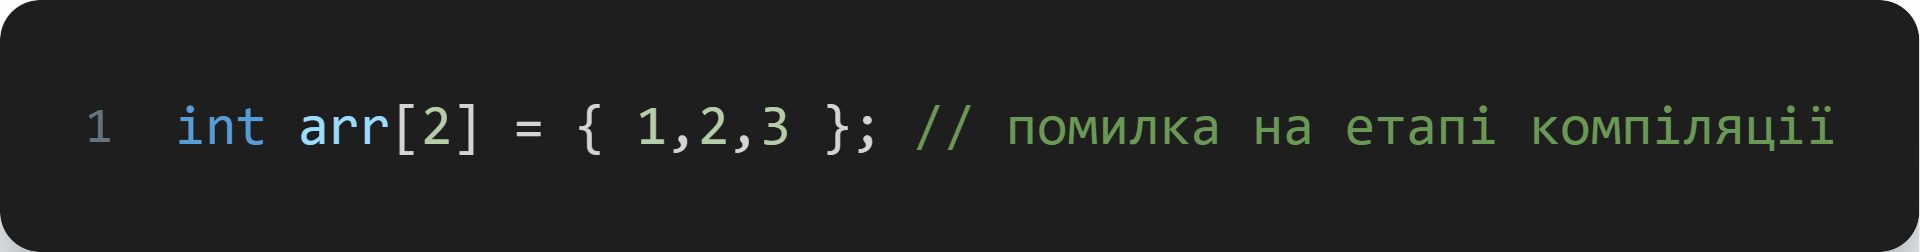 1 int arr[2] = { 1,2,3 }; // помилка на етапі компіляції